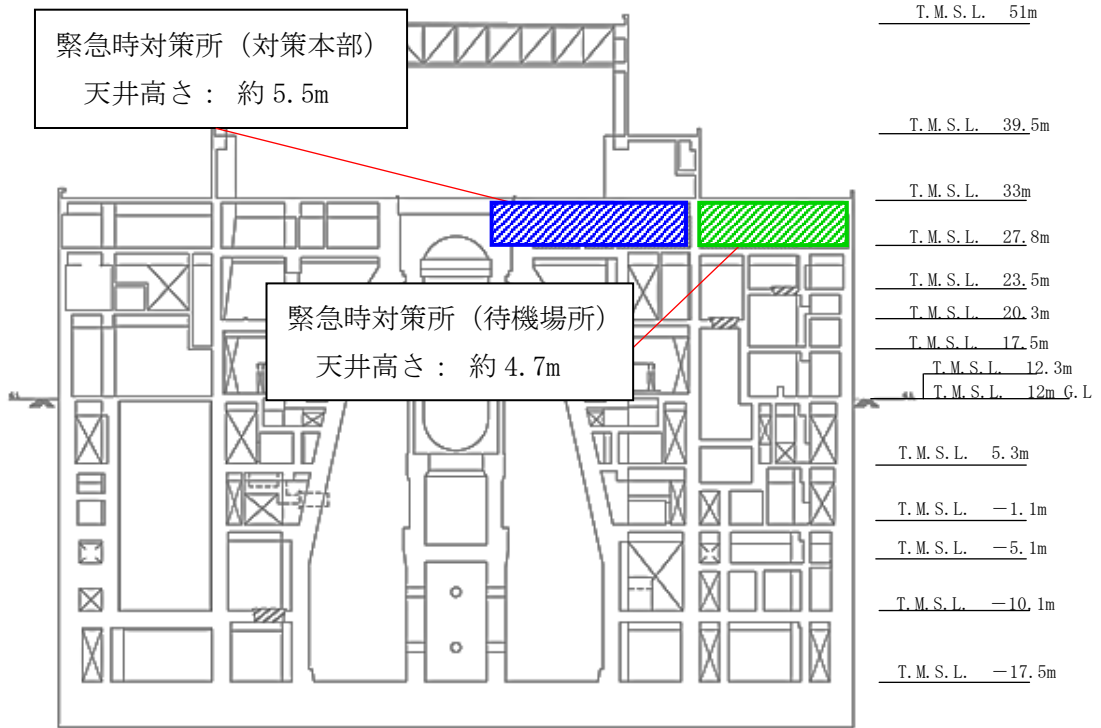 緊急時対策所（対策本部）
天井高さ： 約 5.5m
緊急時対策所（待機場所）
天井高さ： 約 4.7m
T.M.S.L. 51m
T.M.S.L. 39.5m
T.M.S.L. 33m
T.M.S.L. 27.8m
T.M.S.L. 23.5m
T.M.S.L. 20.3m
T.M.S.L. 17.5m
T.M.S.L. 12.3m
T.M.S.L. 12m G.L
T.M.S.L. 5.3m
T.M.S.L. －1.1m
T.M.S.L. －5.1m
T.M.S.L. －10.1m
T.M.S.L. －17.5m